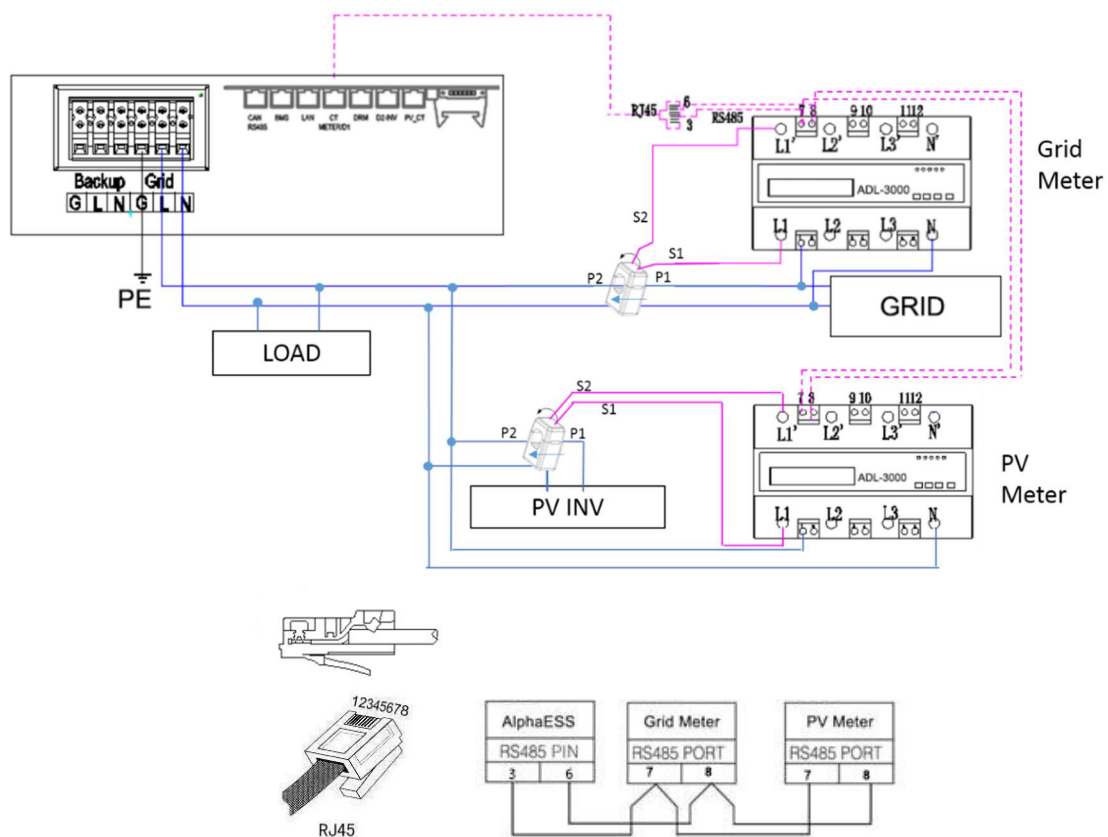 6
RJ45
3
RS485
7 8
9 10
11 12
L1'
L2'
L3'
N'
ADL-3000
Grid
Meter
CAN
RS485
BMS
LAN
CT
METER/D1
DRM
D2-INV
PV_CT
Backup Grid
G L N G L N
L1
L2
L3
N
S2
S1
P2
P1
PE
GRID
LOAD
S2
S1
7 8
9 10
11 12
L1'
L2'
L3'
N'
P2
P1
ADL-3000
PV
Meter
PV INV
L1
L2
L3
N
12345678
RJ45
AlphaESS
RS485 PIN
3 6
Grid Meter
RS485 PORT
7 8
PV Meter
RS485 PORT
7 8